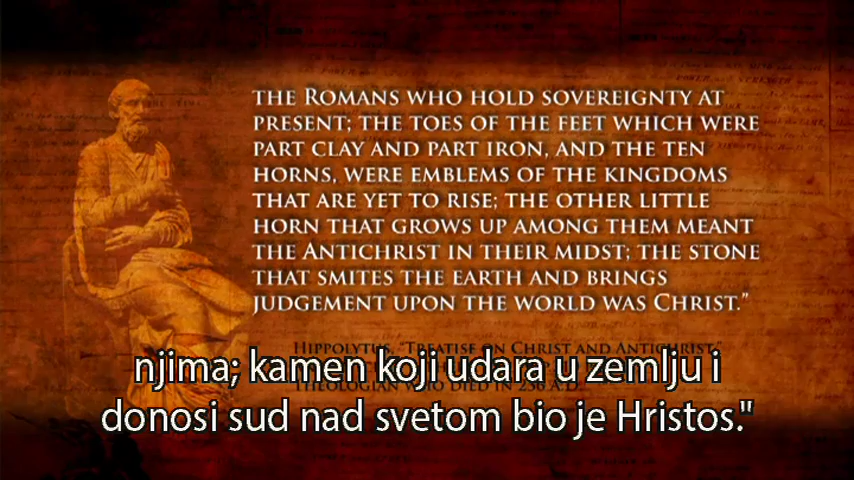 THE ROMANS WHO HOLD SOVEREIGNTY AT
PRESENT; THE TOES OF THE FEET WHICH WERE
PART CLAY AND PART IRON, AND THE TEN
HORNS, WERE EMBLEMS OF THE KINGDOMS
THAT ARE YET TO RISE; THE OTHER LITTLE
HORN THAT GROWS UP AMONG THEM MEANT
THE ANTICHRIST IN THEIR MIDST; THE STONE
THAT SMITES THE EARTH AND BRINGS
JUDGEMENT UPON THE WORLD WAS CHRIST.”
HIPPOLYTUS, “TREATISE ON CHRIST AND ANTICHRIST,”
THEOLOGIAN WHO DIED IN 236 A.D.
njima; kamen koji udara u zemlju i
donosi sud nad svetom bio je Hristos."